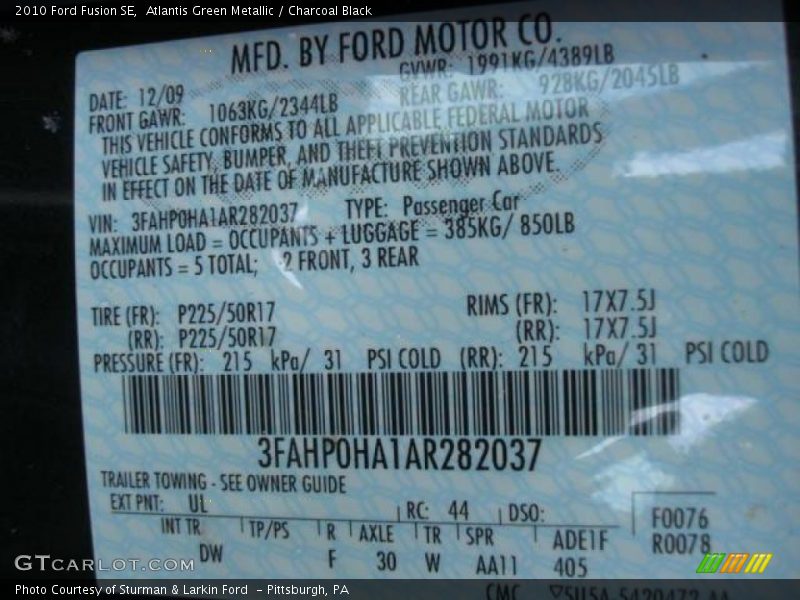 2010 Ford Fusion SE, Atlantis Green Metallic / Charcoal Black
MFD. BY FORD MOTOR CO.
DATE: 12/09 GVWR: 1991KG/4389LB
FRONT GAWR: 1063KG/2344LB REAR GAWR: 928KG/2045LB
THIS VEHICLE CONFORMS TO ALL APPLICABLE FEDERAL MOTOR
VEHICLE SAFETY, BUMPER, AND THEFT PREVENTION STANDARDS
IN EFFECT ON THE DATE OF MANUFACTURE SHOWN ABOVE.
VIN: 3FAHP0HA1AR282037 TYPE: Passenger Car
MAXIMUM LOAD = OCCUPANTS + LUGGAGE = 385KG/ 850LB
OCCUPANTS = 5 TOTAL; 2 FRONT, 3 REAR
TIRE (FR): P225/50R17 RIMS (FR): 17X7.5J
(RR): P225/50R17 (RR): 17X7.5J
PRESSURE (FR): 215 kPa/ 31 PSI COLD (RR): 215 kPa/ 31 PSI COLD
3FAHP0HA1AR282037
TRAILER TOWING - SEE OWNER GUIDE
EXT PNT: UL RC: 44 DSO: F0076
INT TR TP/PS R AXLE TR SPR ADE1F R0078
DW F 30 W AA11 405
GTCARLOT.COM
CMC
Photo Courtesy of Sturman & Larkin Ford - Pittsburgh, PA